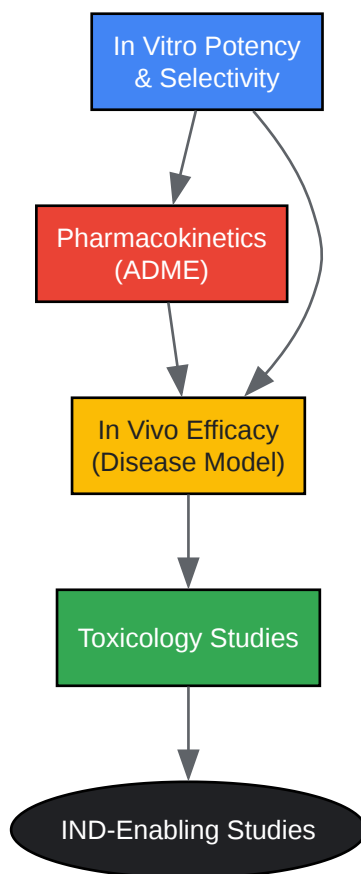 In Vitro Potency
& Selectivity
Pharmacokinetics
(ADME)
In Vivo Efficacy
(Disease Model)
Toxicology Studies
IND-Enabling Studies